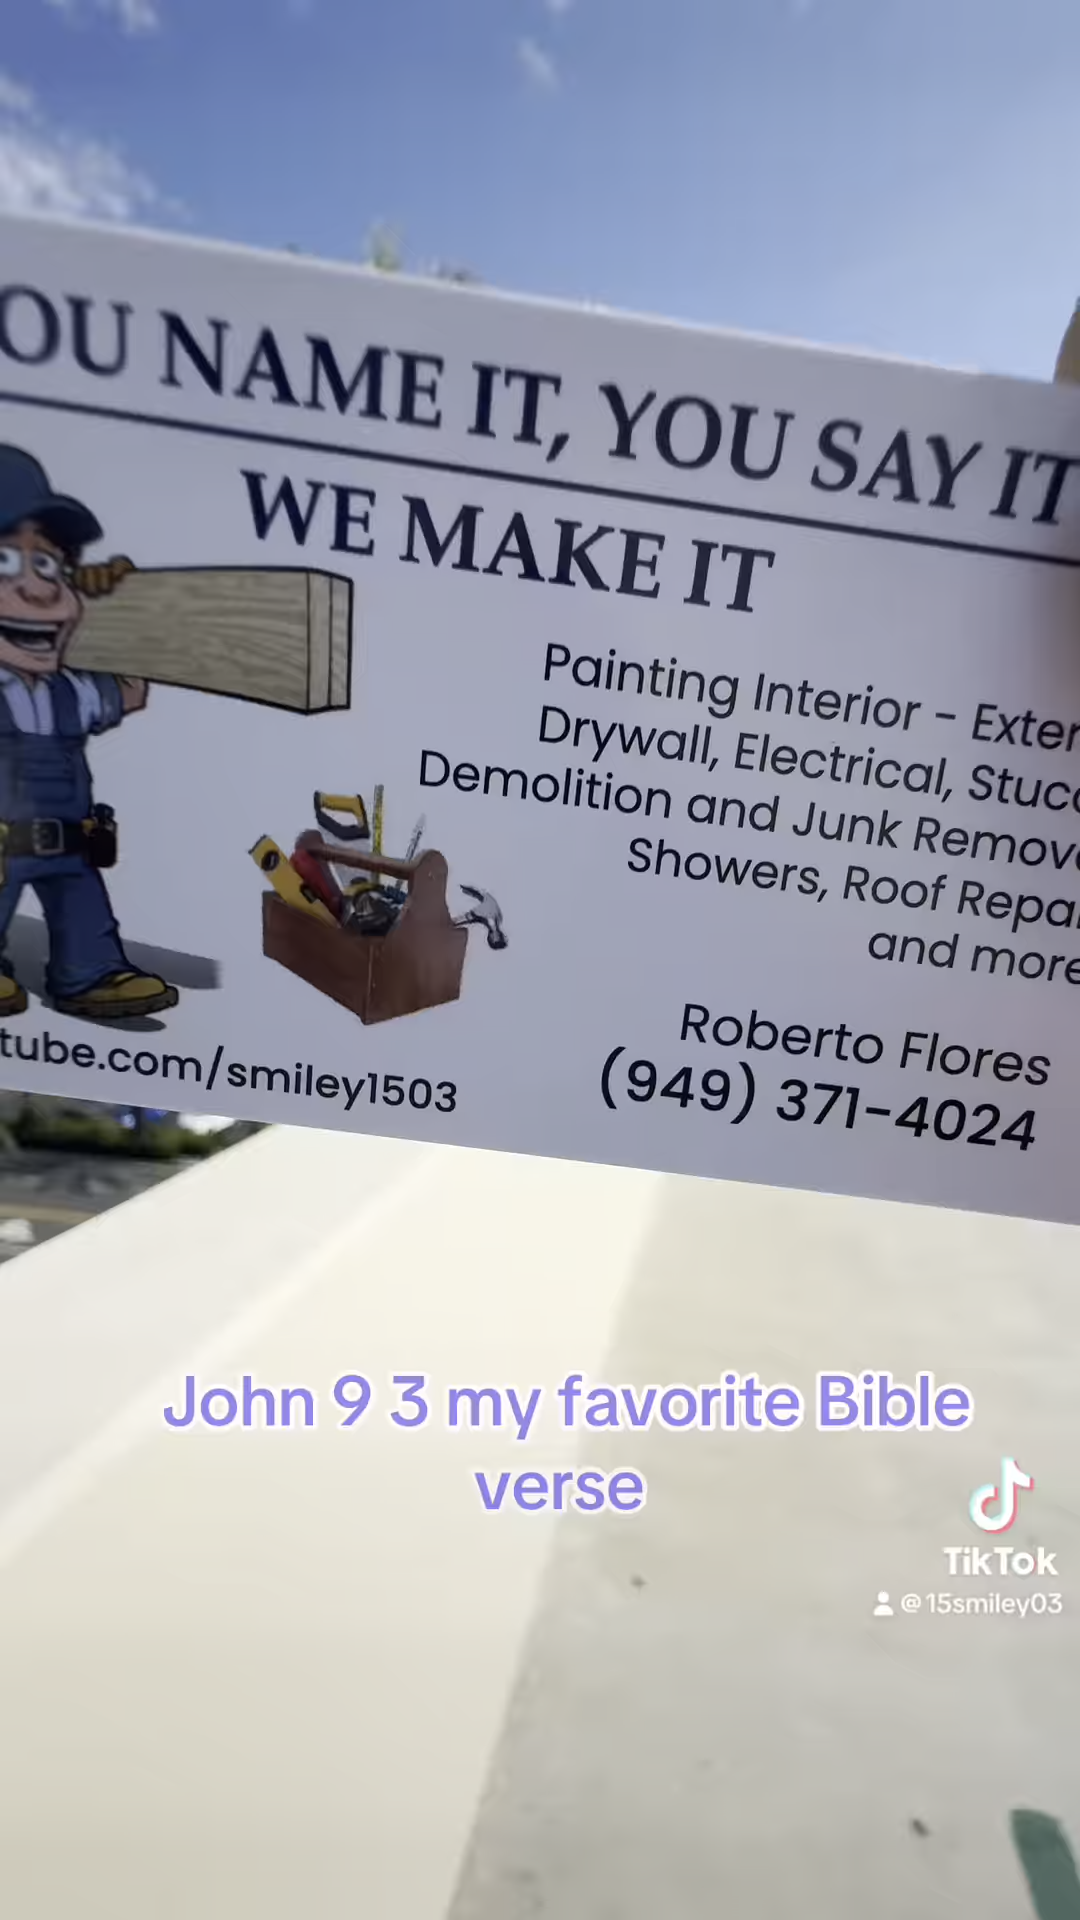 OU NAME IT, YOU SAY IT
WE MAKE IT
Painting Interior - Exter
Drywall, Electrical, Stucc
Demolition and Junk Remov
Showers, Roof Repai
and more
Roberto Flores
(949) 371-4024
tube.com/smiley1503
John 9 3 my favorite Bible
verse
TikTok
@15smiley03